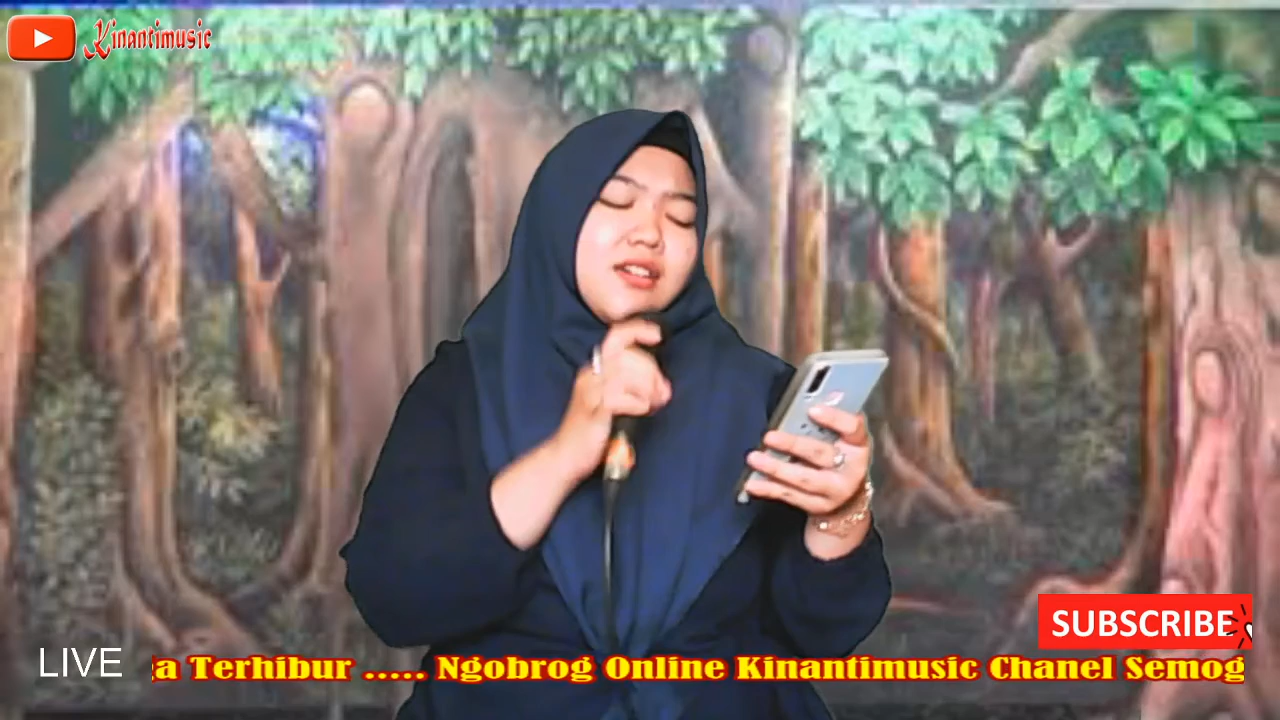 Kinantimusic
SUBSCRIBE
LIVE
a Terhibur ..... Ngobrog Online Kinantimusic Chanel Semog